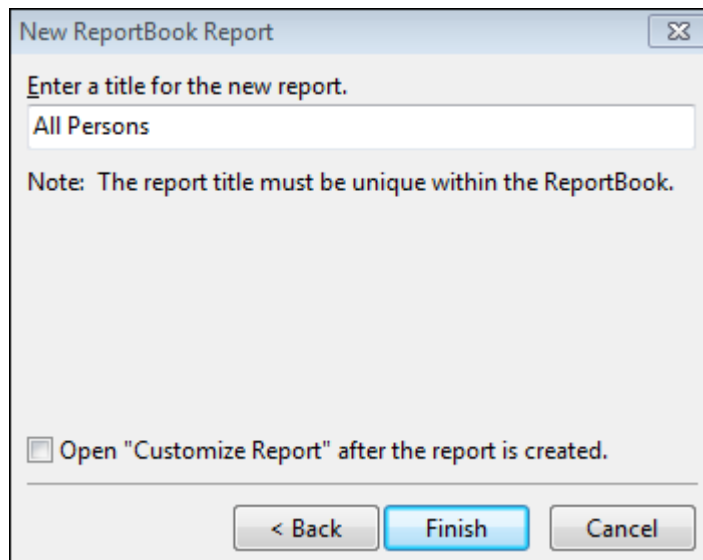 New ReportBook Report
Enter a title for the new report.
All Persons
Note:  The report title must be unique within the ReportBook.
Open "Customize Report" after the report is created.
< Back
Finish
Cancel